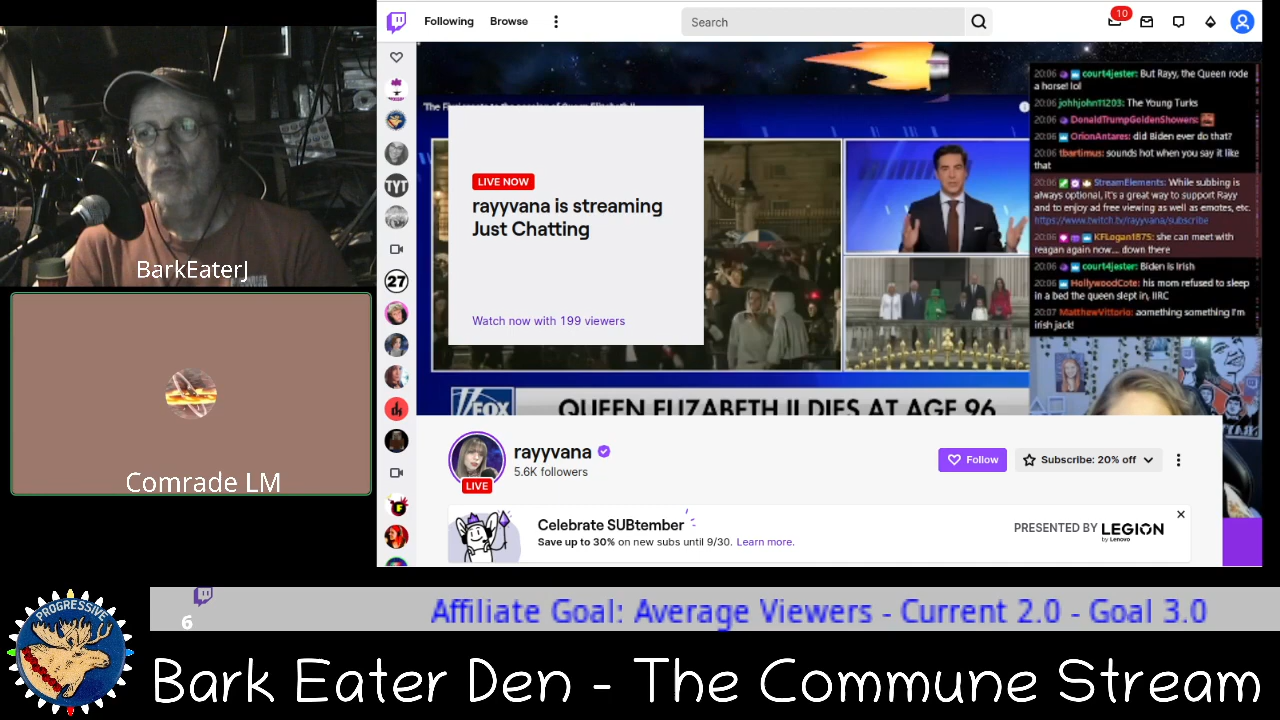 Following
Browse
Search
10
BarkEaterJ
Comrade LM
TYT
27
LIVE NOW
rayyvana is streaming
Just Chatting
Watch now with 199 viewers
20:06 court4jester: But Rayy, the Queen rode
a horse! lol
20:06 johhjohn11203: The Young Turks
20:06 DonaldTrumpGoldenShowers:
20:06 OrionAntares: did Biden ever do that?
20:06 tbartimus: sounds hot when you say it like
that
20:06 StreamElements: While subbing is
always optional, it's a great way to support Rayy
and to enjoy ad free viewing as well as emotes, etc.
https://www.twitch.tv/rayyvana/subscribe
20:06 KFLogan1875: she can meet with
reagan again now... down there
20:06 court4jester: Biden is Irish
20:06 HollywoodCote: his mom refused to sleep
in a bed the queen slept in, IIRC
20:07 MatthewVittorio: aomething something I'm
irish jack!
FOX
QUEEN ELIZABETH II DIES AT AGE 96
rayyvana
5.6K followers
LIVE
Follow
Subscribe: 20% off
Celebrate SUBtember
Save up to 30% on new subs until 9/30. Learn more.
PRESENTED BY LEGION
by Lenovo
PROGRESSIVE
6
Affiliate Goal: Average Viewers - Current 2.0 - Goal 3.0
Bark Eater Den - The Commune Stream